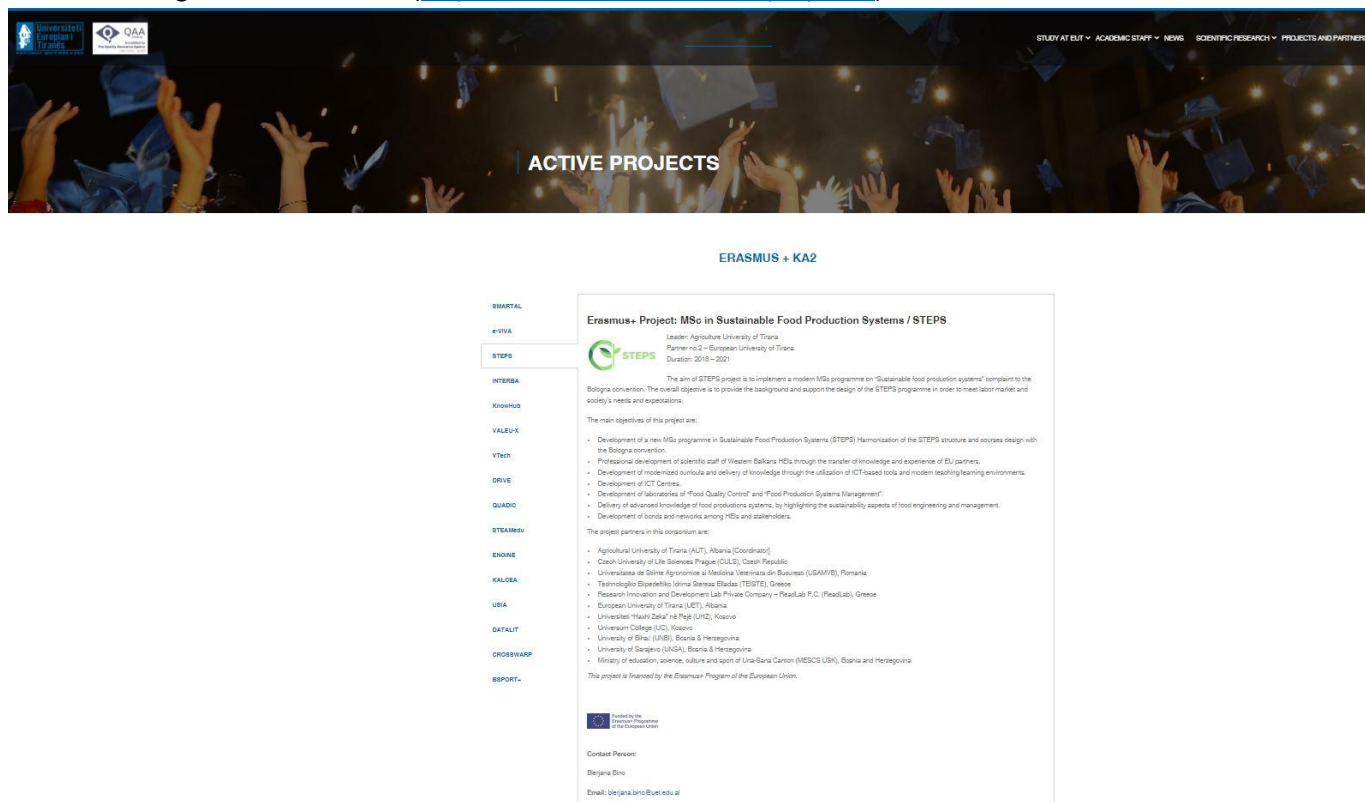 Universiteti
Europian i
Tiranës
QAA
STUDY AT EUT
ACADEMIC STAFF
NEWS
SCIENTIFIC RESEARCH
PROJECTS AND PARTNER
ACTIVE PROJECTS
ERASMUS + KA2
SMARTAL
e-VIVA
STEPS
INTERBA
KnowHub
VALEU-X
VTech
DRIVE
QUADIC
STEAMedu
ENGINE
KALCEA
USIA
DATALIT
CROSSWARP
BSPORT+
Erasmus+ Project: MSc in Sustainable Food Production Systems / STEPS
STEPS
Leader: Agriculture University of Tirana
Partner no.2 – European University of Tirana
Duration: 2018 – 2021
The aim of STEPS project is to implement a modern MSc programme on "Sustainable food production systems" complaint to the
Bologna convention. The overall objective is to provide the background and support the design of the STEPS programme in order to meet labor market and
society's needs and expectations.
The main objectives of this project are:
Development of a new MSc programme in Sustainable Food Production Systems (STEPS) Harmonization of the STEPS structure and courses design with
the Bologna convention.
Professional development of scientific staff of Western Balkans HEIs through the transfer of knowledge and experience of EU partners.
Development of modernized curricula and delivery of knowledge through the utilization of ICT-based tools and modern teaching/learning environments.
Development of ICT Centres.
Development of laboratories of "Food Quality Control" and "Food Production Systems Management".
Delivery of advanced knowledge of food productions systems, by highlighting the sustainability aspects of food engineering and management.
Development of bonds and networks among HEIs and stakeholders.
The project partners in this consortium are:
Agricultural University of Tirana (AUT), Albania [Coordinator]
Czech University of Life Sciences Prague (CULS), Czech Republic
Universitatea de Stiinte Agronomice si Medicina Veterinara din Bucuresti (USAMVB), Romania
Technologiko Ekpedeftiko Idrima Stereas Elladas (TEISTE), Greece
Research Innovation and Development Lab Private Company – ReadLab P.C. (ReadLab), Greece
European University of Tirana (UET), Albania
Universiteti "Haxhi Zeka" në Pejë (UHZ), Kosovo
Universum College (UC), Kosovo
University of Bihać (UNBI), Bosnia & Herzegovina
University of Sarajevo (UNSA), Bosnia & Herzegovina
Ministry of education, science, culture and sport of Una-Sana Canton (MESCS USK), Bosnia and Herzegovina
This project is financed by the Erasmus+ Program of the European Union.
Funded by the
Erasmus+ Programme
of the European Union
Contact Person:
Blerjana Bino
Email: blerjana.bino@uet.edu.al